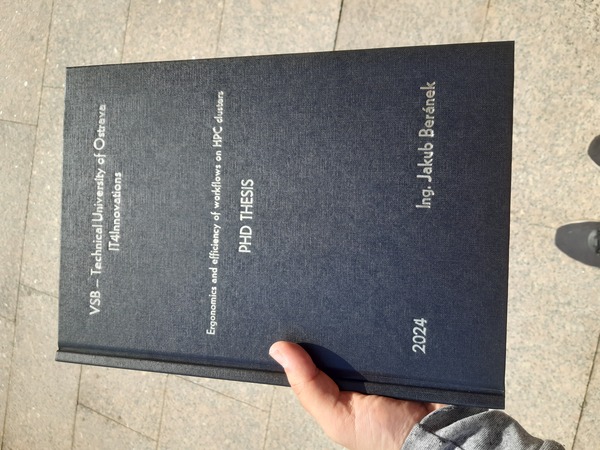 VSB – Technical University of Ostrava
IT4Innovations
Ergonomics and efficiency of workflows on HPC clusters
PHD THESIS
2024
Ing. Jakub Beránek